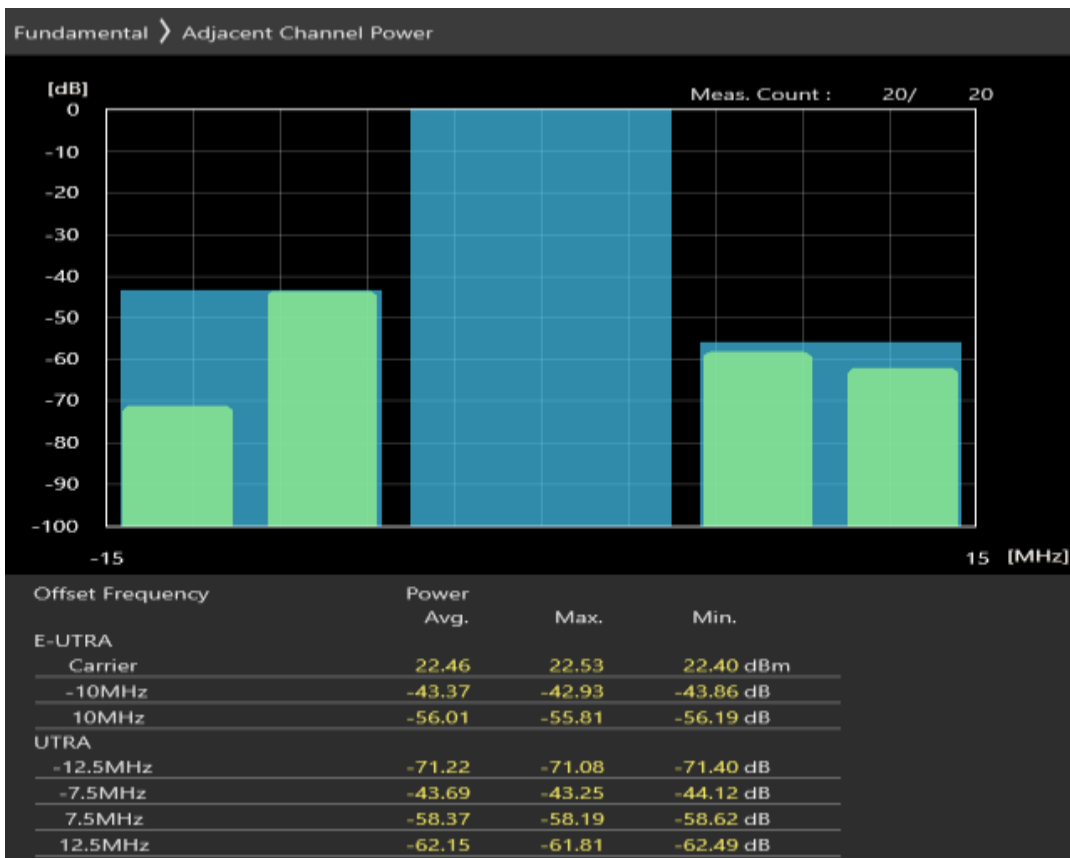 Fundamental ❯ Adjacent Channel Power
[dB]
Meas. Count : 20/ 20
0
-10
-20
-30
-40
-50
-60
-70
-80
-90
-100
-15 15 [MHz]
Offset Frequency Power
Avg. Max. Min.
E-UTRA
Carrier 22.46 22.53 22.40 dBm
-10MHz -43.37 -42.93 -43.86 dB
10MHz -56.01 -55.81 -56.19 dB
UTRA
-12.5MHz -71.22 -71.08 -71.40 dB
-7.5MHz -43.69 -43.25 -44.12 dB
7.5MHz -58.37 -58.19 -58.62 dB
12.5MHz -62.15 -61.81 -62.49 dB